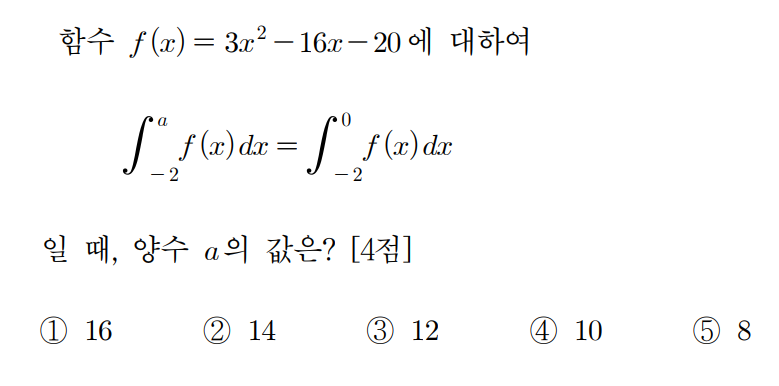 함수 f(x) = 3x² − 16x − 20에 대하여
∫₋₂ᵃ f(x)dx = ∫₋₂⁰ f(x)dx
일 때, 양수 a의 값은? [4점]
① 16 ② 14 ③ 12 ④ 10 ⑤ 8